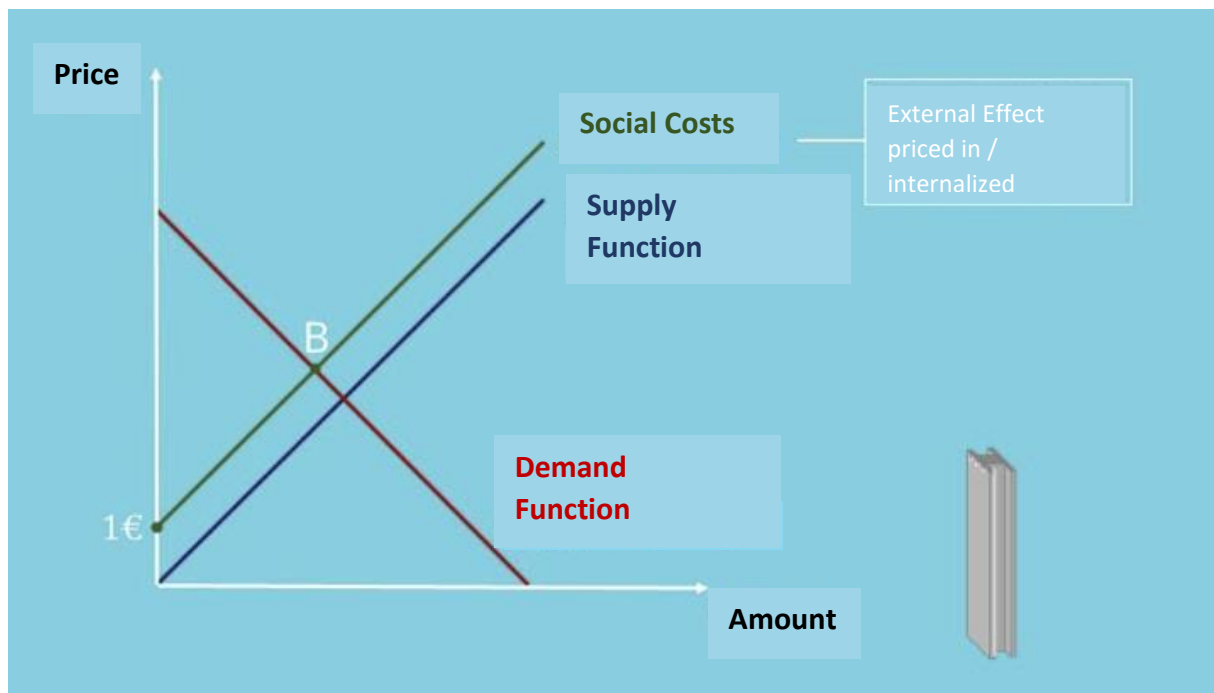 Price
Social Costs
External Effect
priced in /
internalized
Supply
Function
B
Demand
Function
1€
Amount